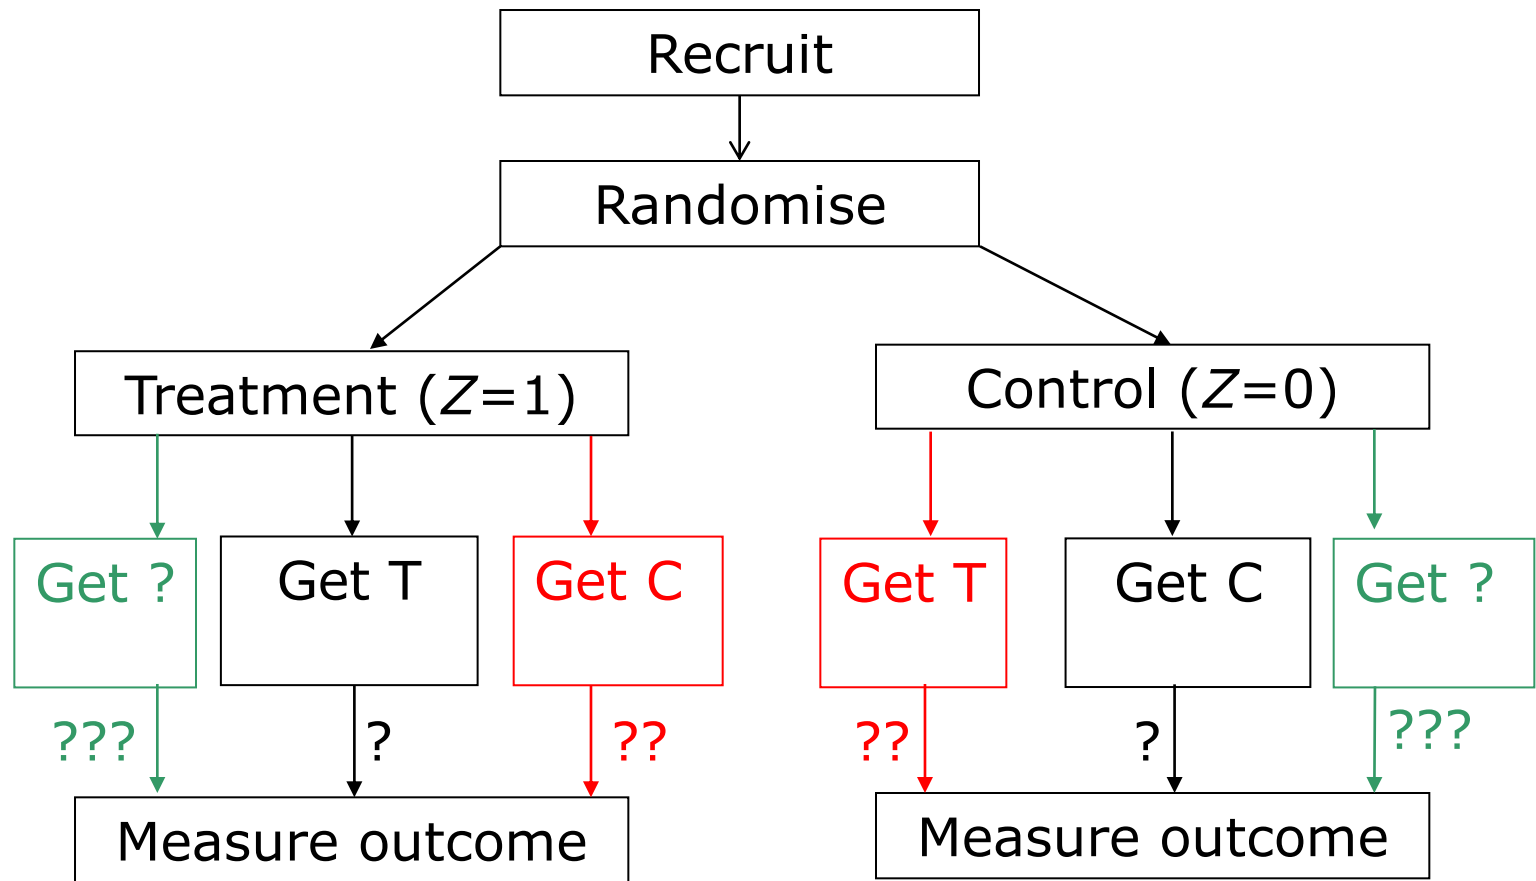 Recruit
Randomise
Treatment (Z=1)
Control (Z=0)
Get ?
Get T
Get C
Get T
Get C
Get ?
???
?
??
??
?
???
Measure outcome
Measure outcome